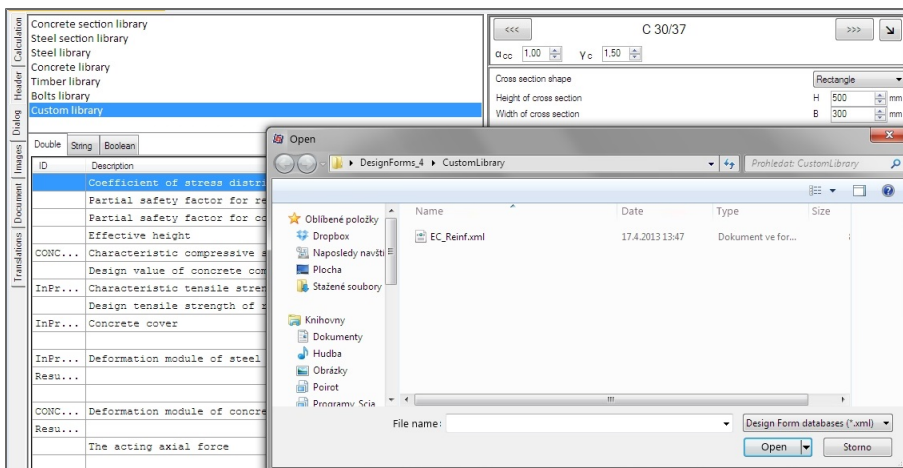 Calculation
Header
Dialog
Images
Document
Translations
Concrete section library
Steel section library
Steel library
Concrete library
Timber library
Bolts library
Custom library
<<<
C 30/37
>>>
αcc 1,00 γc 1,50
Cross section shape Rectangle
Height of cross section H 500 mm
Width of cross section B 300 mm
Double String Boolean
ID Description
Coefficient of stress distri
Partial safety factor for re
Partial safety factor for co
Effective height
CONC... Characteristic compressive s
Design value of concrete com
InPr... Characteristic tensile stren
Design tensile strength of r
InPr... Concrete cover
InPr... Deformation module of steel
Resu...
CONC... Deformation module of concre
Resu...
The acting axial force
Open
DesignForms_4 CustomLibrary
Prohledat: CustomLibrary
Oblíbené položky
Dropbox
Naposledy navští
Plocha
Stažené soubory
Knihovny
Dokumenty
Hudba
Obrázky
Poirot
Programy Scia
Name Date Type Size
EC_Reinf.xml 17.4.2013 13:47 Dokument ve for...
File name:
Design Form databases (*.xml)
Open Storno